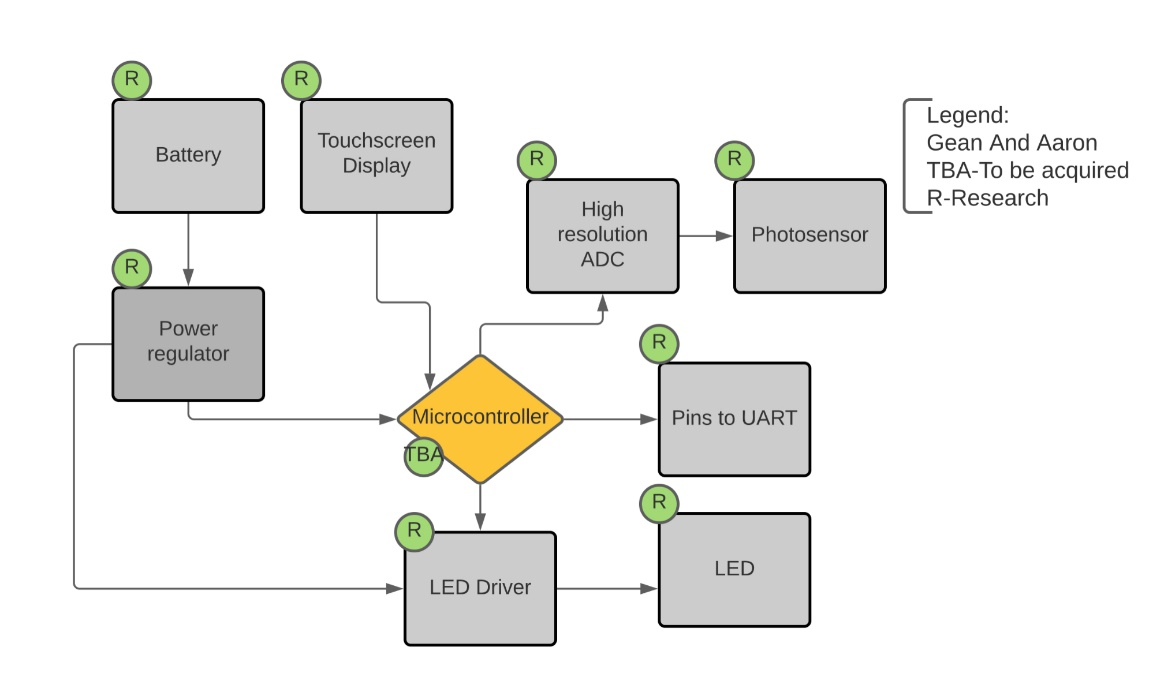 R
Battery
R
Touchscreen
Display
R
High
resolution
ADC
R
Photosensor
Legend:
Gean And Aaron
TBA-To be acquired
R-Research
R
Power
regulator
Microcontroller
TBA
R
Pins to UART
R
LED Driver
R
LED